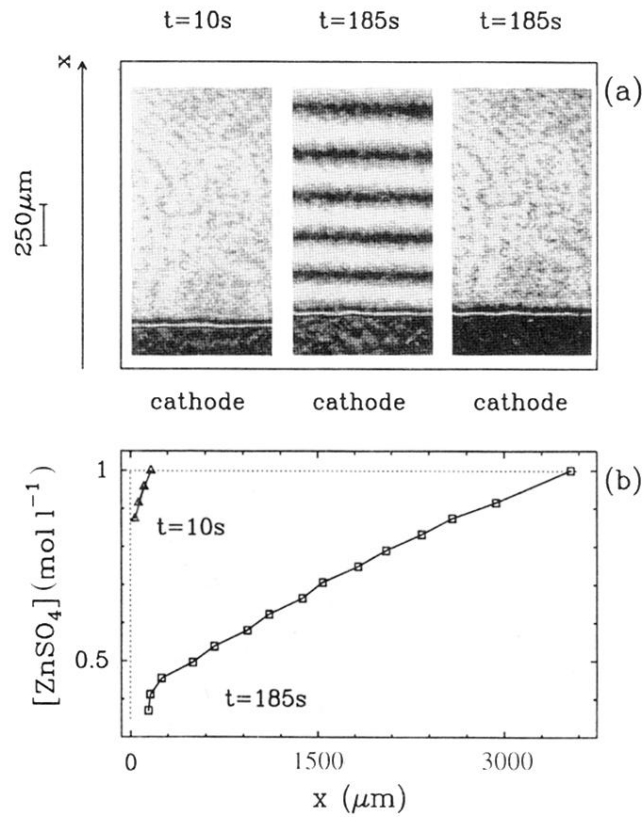 t=10s t=185s t=185s
x
(a)
250μm
cathode cathode cathode
[ZnSO₄](mol l⁻¹)
1
(b)
t=10s
0.5
t=185s
0 1500 3000
x (μm)